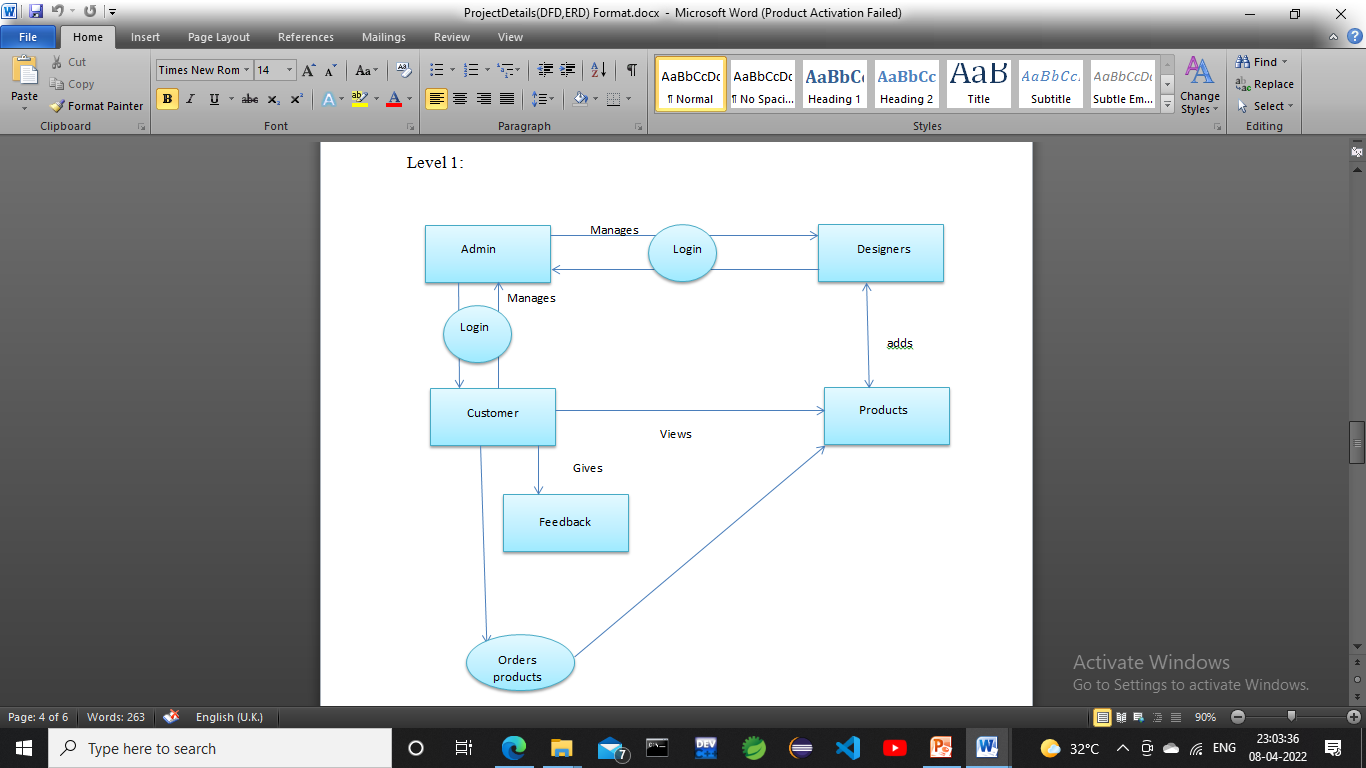 ProjectDetails(DFD,ERD) Format.docx - Microsoft Word (Product Activation Failed)
File Home Insert Page Layout References Mailings Review View
Paste
Cut
Copy
Format Painter
Clipboard
Times New Rom 14
Font
Paragraph
AaBbCcDc AaBbCcDc AaBbCc AaBbCc AaB AaBbCc. AaBbCcDc
¶ Normal ¶ No Spaci... Heading 1 Heading 2 Title Subtitle Subtle Em...
Change Styles
Styles
Find
Replace
Select
Editing
Level 1:
Manages
Admin
Login
Designers
Manages
Login
adds
Customer
Products
Views
Gives
Feedback
Orders
products
Activate Windows
Go to Settings to activate Windows.
Page: 4 of 6 Words: 263 English (U.K.) 90%
Type here to search
7
DEV
32°C ENG
23:03:36
08-04-2022